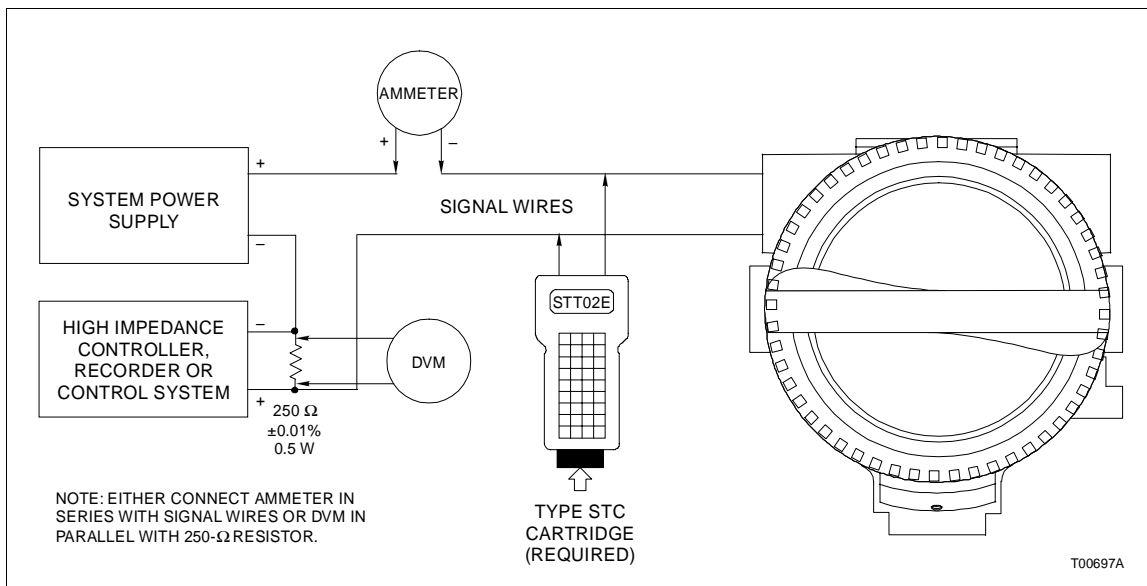 AMMETER
+
–
+
SYSTEM POWER
SUPPLY
–
SIGNAL WIRES
STT02E
–
HIGH IMPEDANCE
CONTROLLER,
RECORDER OR
CONTROL SYSTEM
DVM
+
250 Ω
±0.01%
0.5 W
NOTE: EITHER CONNECT AMMETER IN
SERIES WITH SIGNAL WIRES OR DVM IN
PARALLEL WITH 250-Ω RESISTOR.
TYPE STC
CARTRIDGE
(REQUIRED)
T00697A